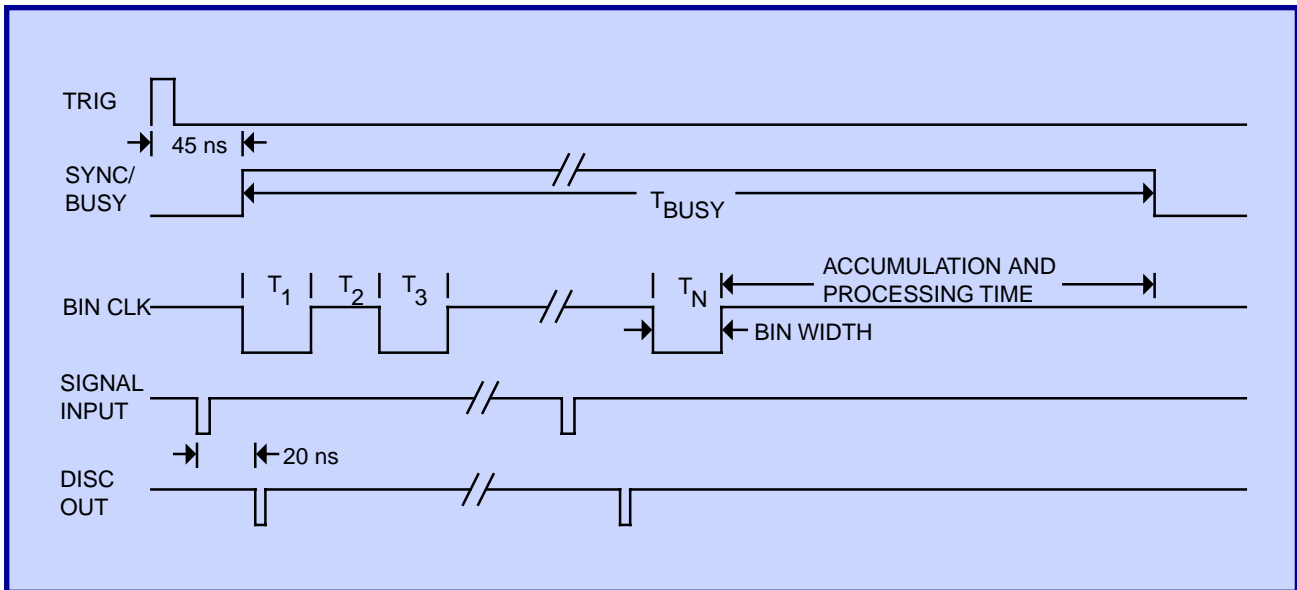 TRIG
45 ns
SYNC/
BUSY
TBUSY
T1 T2 T3 TN
ACCUMULATION AND
PROCESSING TIME
BIN CLK
BIN WIDTH
SIGNAL
INPUT
20 ns
DISC
OUT